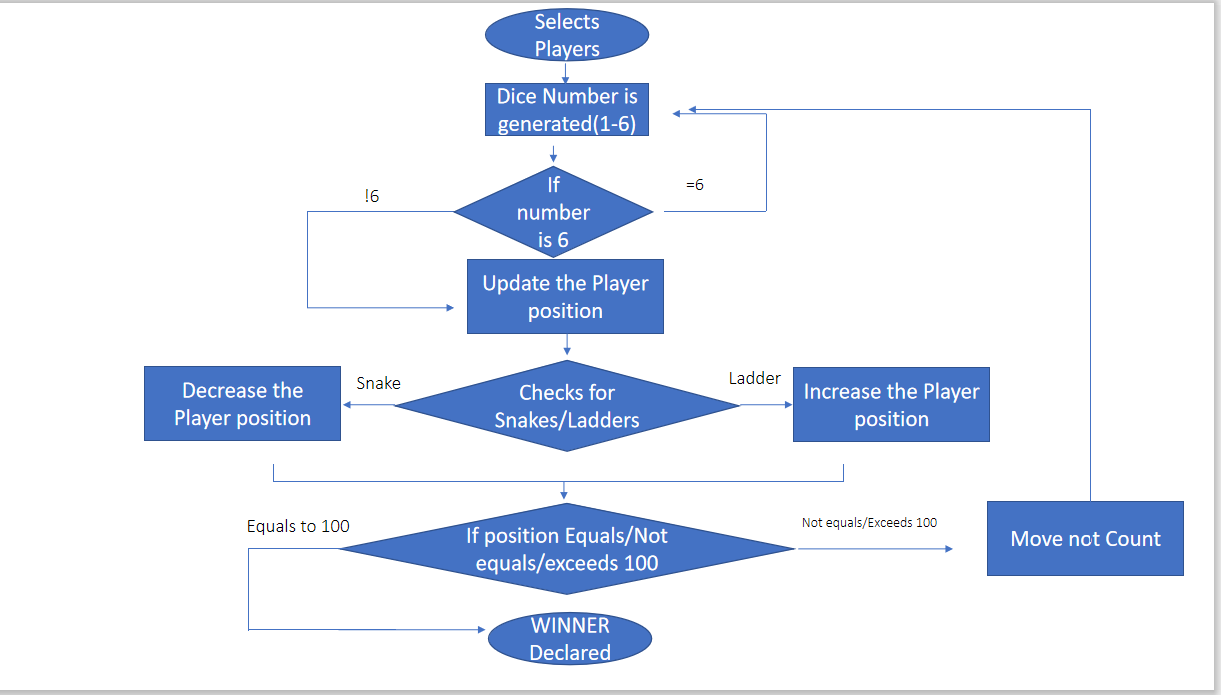 Selects
Players
Dice Number is
generated(1-6)
!6
If
number
is 6
=6
Update the Player
position
Decrease the
Player position
Snake
Checks for
Snakes/Ladders
Ladder
Increase the Player
position
Equals to 100
If position Equals/Not
equals/exceeds 100
Not equals/Exceeds 100
Move not Count
WINNER
Declared